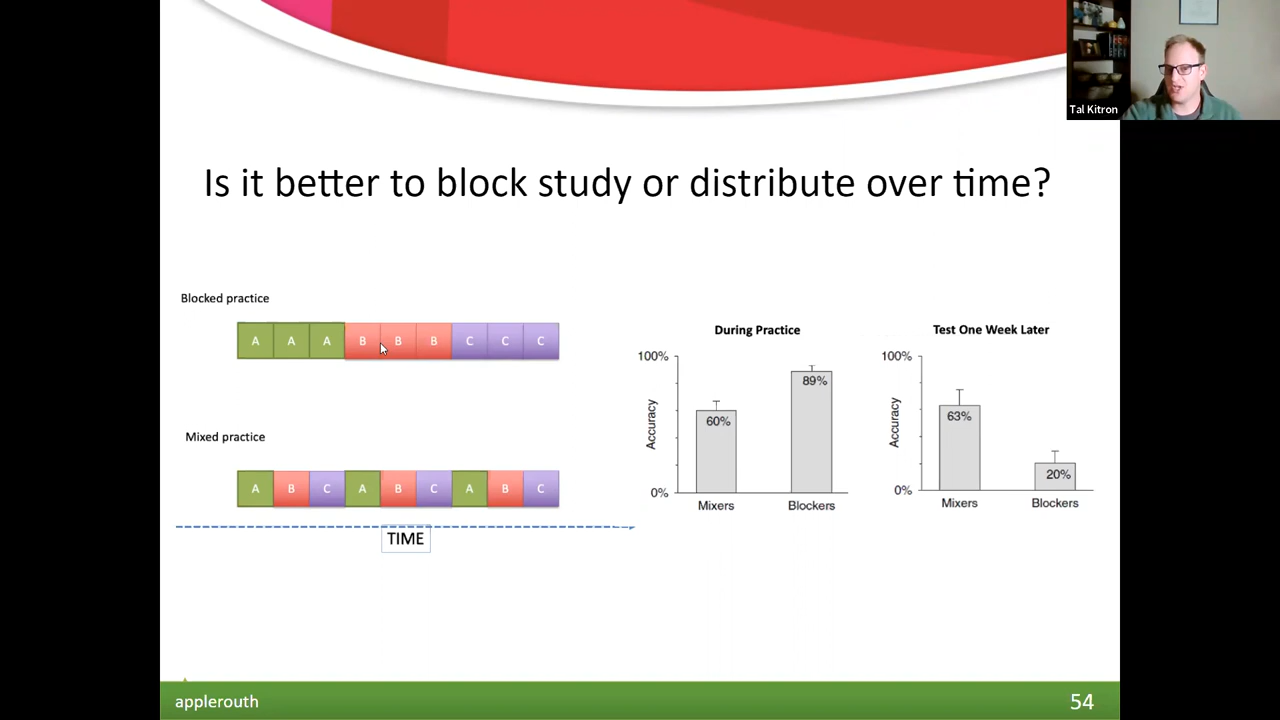 Tal Kitron
Is it better to block study or distribute over time?
Blocked practice
A A A B B B C C C
Mixed practice
A B C A B C A B C
TIME
During Practice
100%
Accuracy
0%
60%
89%
Mixers Blockers
Test One Week Later
100%
Accuracy
0%
63%
20%
Mixers Blockers
applerouth
54